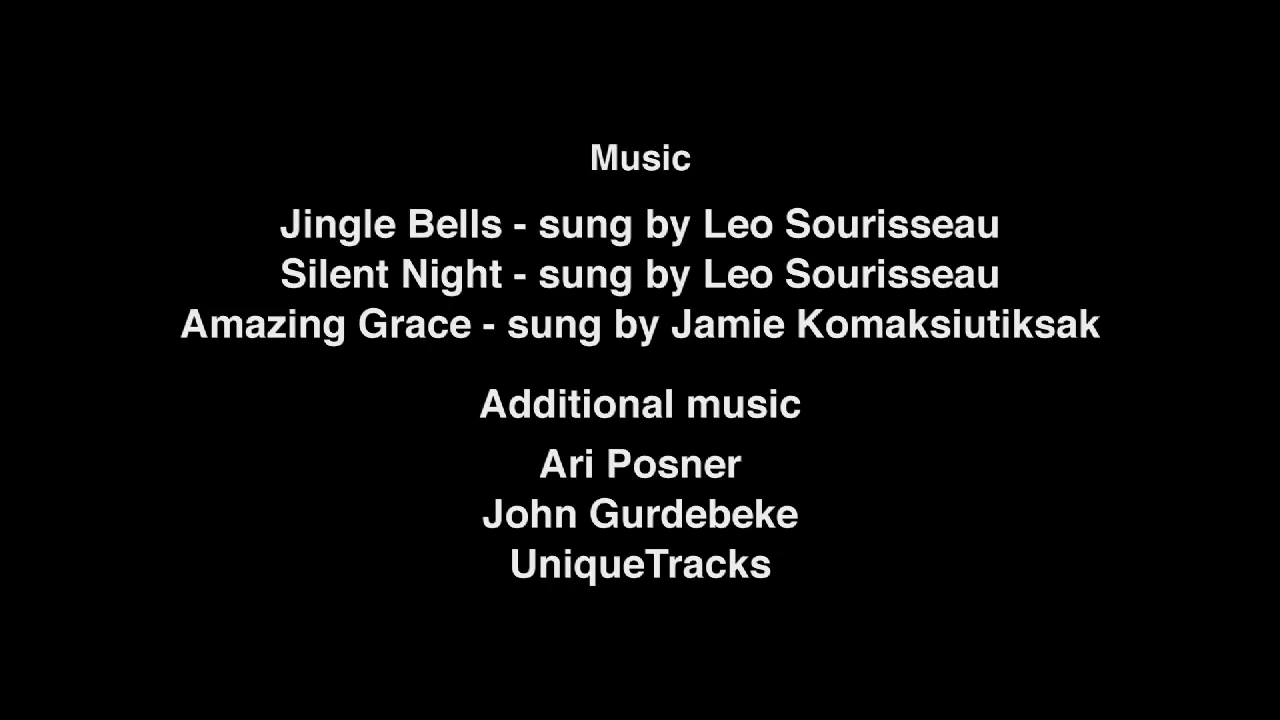 Music
Jingle Bells - sung by Leo Sourisseau
Silent Night - sung by Leo Sourisseau
Amazing Grace - sung by Jamie Komaksiutiksak
Additional music
Ari Posner
John Gurdebeke
UniqueTracks